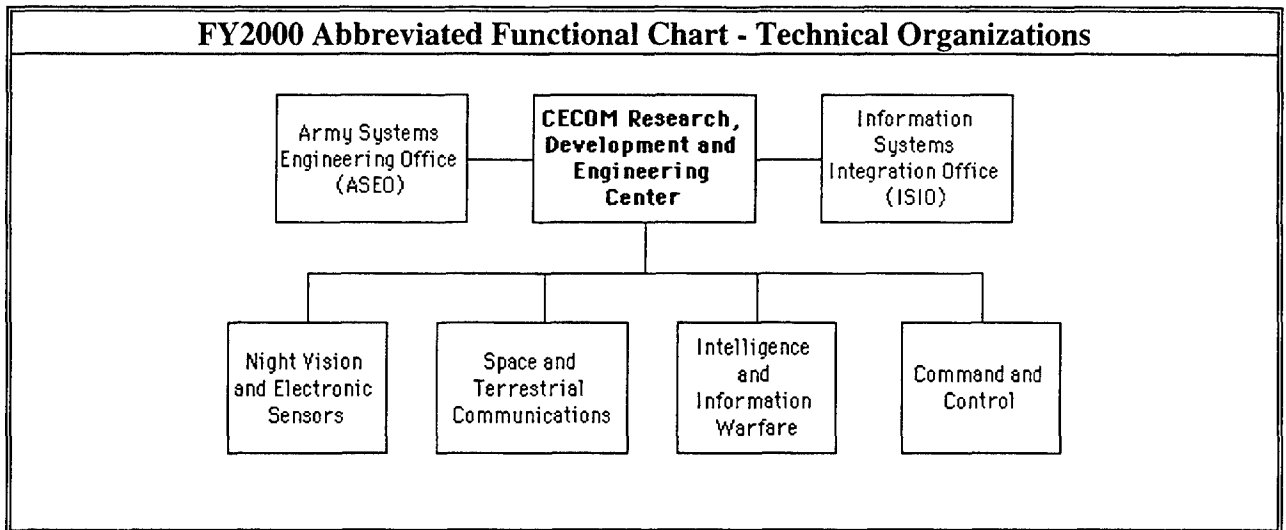 FY2000 Abbreviated Functional Chart - Technical Organizations
Army Systems
Engineering Office
(ASEO)
CECOM Research,
Development and
Engineering
Center
Information
Systems
Integration Office
(ISIO)
Night Vision
and Electronic
Sensors
Space and
Terrestrial
Communications
Intelligence
and
Information
Warfare
Command and
Control